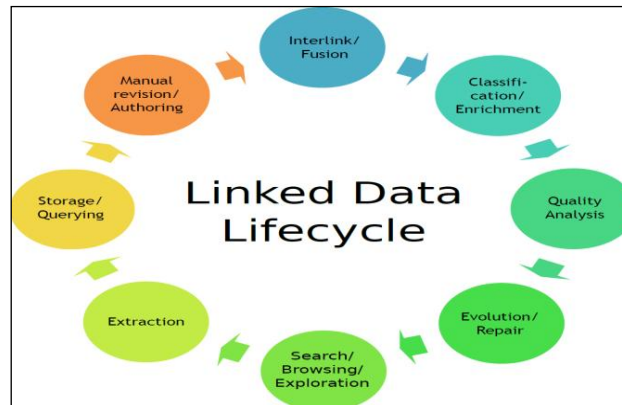 Interlink/
Fusion
Classifi-
cation/
Enrichment
Quality
Analysis
Evolution/
Repair
Search/
Browsing/
Exploration
Extraction
Storage/
Querying
Manual
revision/
Authoring
Linked Data
Lifecycle